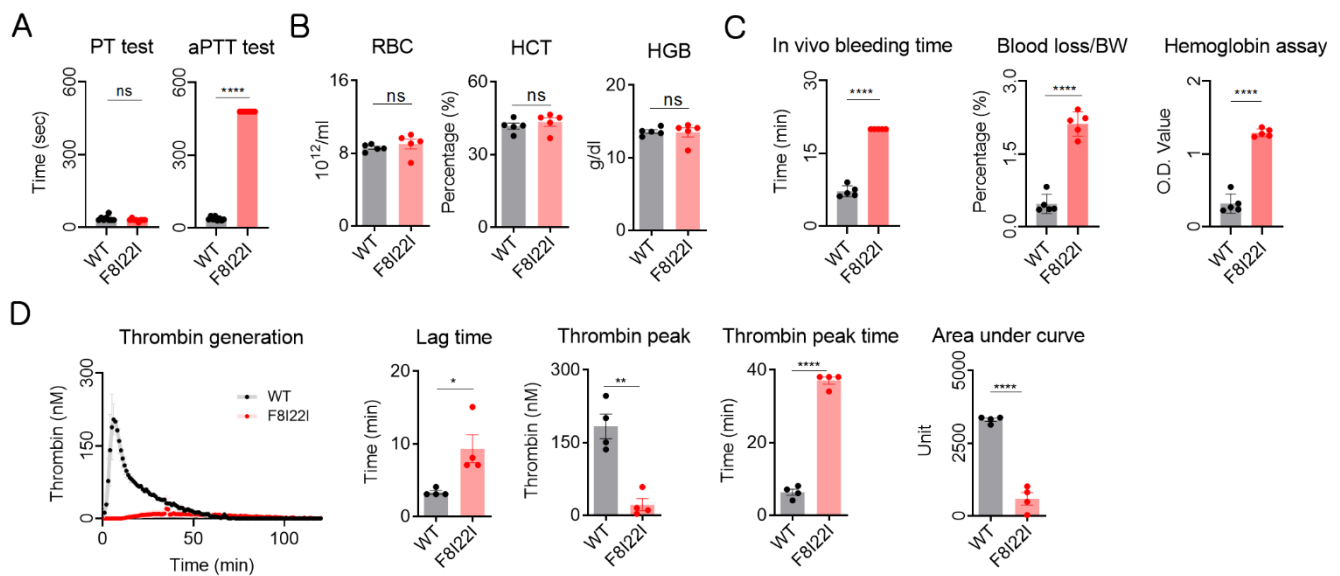 A
PT test
aPTT test
Time (sec)
600
300
0
ns
WT
F8I22I
600
300
0
****
WT
F8I22I
B
RBC
HCT
HGB
10^12/ml
16
8
0
ns
WT
F8I22I
Percentage (%)
60
30
0
ns
WT
F8I22I
g/dl
20
10
0
ns
WT
F8I22I
C
In vivo bleeding time
Blood loss/BW
Hemoglobin assay
Time (min)
30
15
0
****
WT
F8I22I
Percentage (%)
3.0
1.5
0.0
****
WT
F8I22I
O.D. Value
2
1
0
****
WT
F8I22I
D
Thrombin generation
Thrombin (nM)
300
150
0
WT
F8I22I
0
50
100
Time (min)
Lag time
Time (min)
20
10
0
*
WT
F8I22I
Thrombin peak
Thrombin (nM)
300
150
0
**
WT
F8I22I
Thrombin peak time
Time (min)
40
20
0
****
WT
F8I22I
Area under curve
Unit
5000
2500
0
****
WT
F8I22I